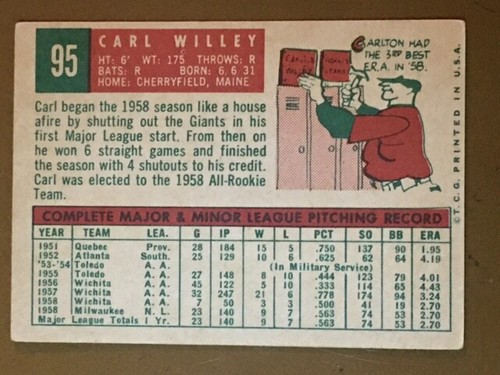 95
CARL WILLEY
HT: 6' WT: 175 THROWS: R
BATS: R BORN: 6, 6 31
HOME: CHERRYFIELD, MAINE
CARLTON HAD
THE 3RD BEST
E.R.A. IN '58.
Carl began the 1958 season like a house
afire by shutting out the Giants in his
first Major League start. From then on
he won 6 straight games and finished
the season with 4 shutouts to his credit.
Carl was elected to the 1958 All-Rookie
Team.
©T.C.G. PRINTED IN U.S.A.
COMPLETE MAJOR & MINOR LEAGUE PITCHING RECORD
YEAR TEAM LEA. G IP W L PCT SO BB ERA
1951 Quebec Prov. 28 184 15 5 .750 137 90 1.95
1952 Atlanta South. 25 129 10 6 .625 62 64 4.19
'53-'54 Toledo A. A. (In Military Service)
1955 Toledo A. A. 27 148 8 10 .444 123 79 4.01
1956 Wichita A. A. 45 122 5 10 .333 87 65 4.43
1957 Wichita A. A. 32 247 21 6 .778 174 94 3.24
1958 Wichita A. A. 7 50 3 4 .500 34 9 2.70
1958 Milwaukee N. L. 23 140 9 7 .563 74 53 2.70
Major League Totals 1 Yr. 23 140 9 7 .563 74 53 2.70